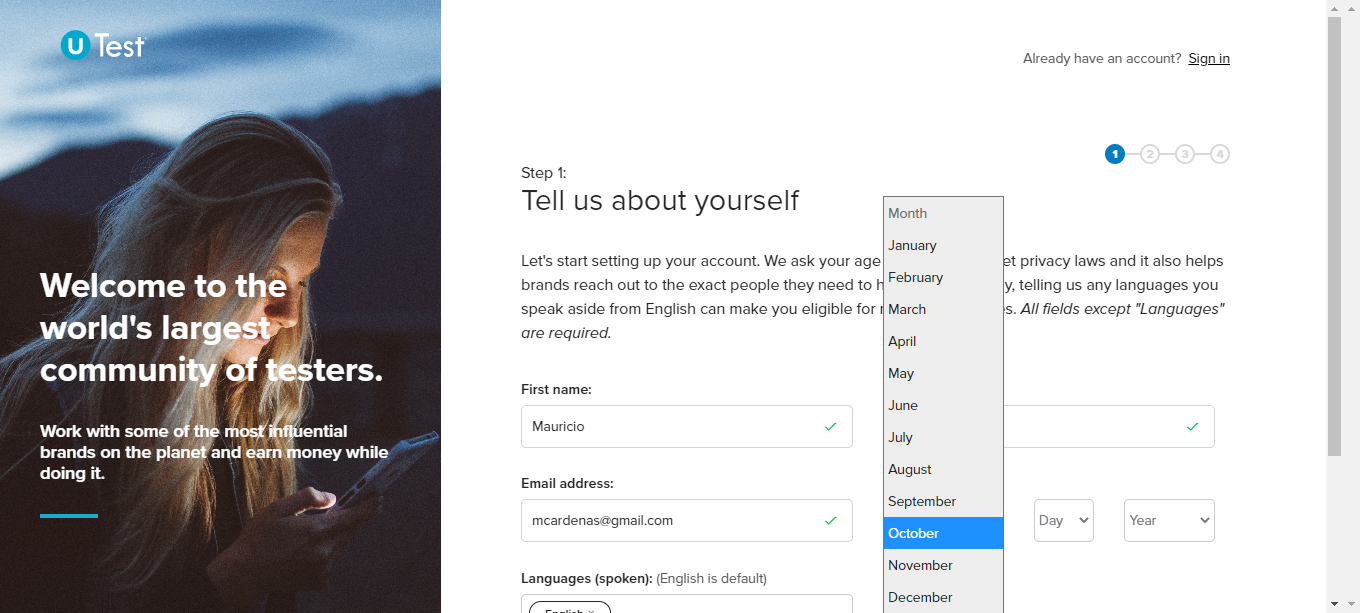 U Test
Already have an account? Sign in
1 2 3 4
Step 1:
Tell us about yourself
Let's start setting up your account. We ask your age
et privacy laws and it also helps
brands reach out to the exact people they need to
y, telling us any languages you
speak aside from English can make you eligible for
s. All fields except "Languages"
are required.
Welcome to the
world's largest
community of testers.
Work with some of the most influential
brands on the planet and earn money while
doing it.
First name:
Mauricio
Email address:
mcardenas@gmail.com
Languages (spoken): (English is default)
English ×
Month
January
February
March
April
May
June
July
August
September
October
November
December
Day
Year